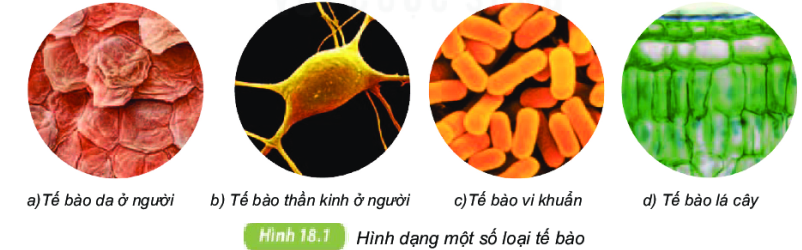 a)Tế bào da ở người b) Tế bào thần kinh ở người c)Tế bào vi khuẩn d) Tế bào lá cây
Hình 18.1 Hình dạng một số loại tế bào